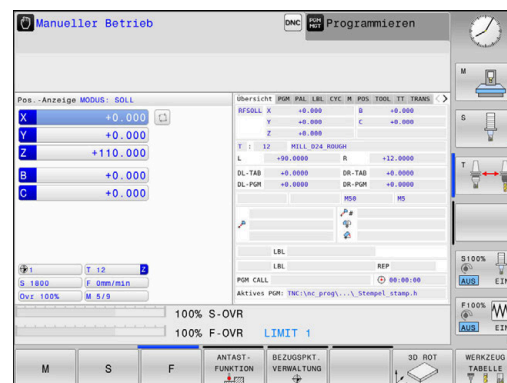 Manueller Betrieb
DNC
PGM MGT
Programmieren
Pos.-Anzeige MODUS: SOLL
X +0.000
Y +0.000
Z +110.000
B +0.000
C +0.000
1 T 12 Z
S 1800 F 0mm/min
Ovr 100% M 5/9
Übersicht PGM PAL LBL CYC M POS TOOL TT TRANS
RFSOLL X +0.000 B +0.000
Y +0.000 C +0.000
Z +0.000
T : 12 MILL_D24_ROUGH
L +90.0000 R +12.0000
DL-TAB +0.0000 DR-TAB +0.0000
DL-PGM +0.0000 DR-PGM +0.0000
M50 M5
LBL
LBL REP
PGM CALL 00:00:00
Aktives PGM: TNC:\nc_prog\...\_Stempel_stamp.h
100% S-OVR
100% F-OVR LIMIT 1
M
S
T
S100%
AUS EIN
F100%
AUS EIN
M
S
F
ANTAST-
FUNKTION
BEZUGSPKT.
VERWALTUNG
3D ROT
WERKZEUG
TABELLE